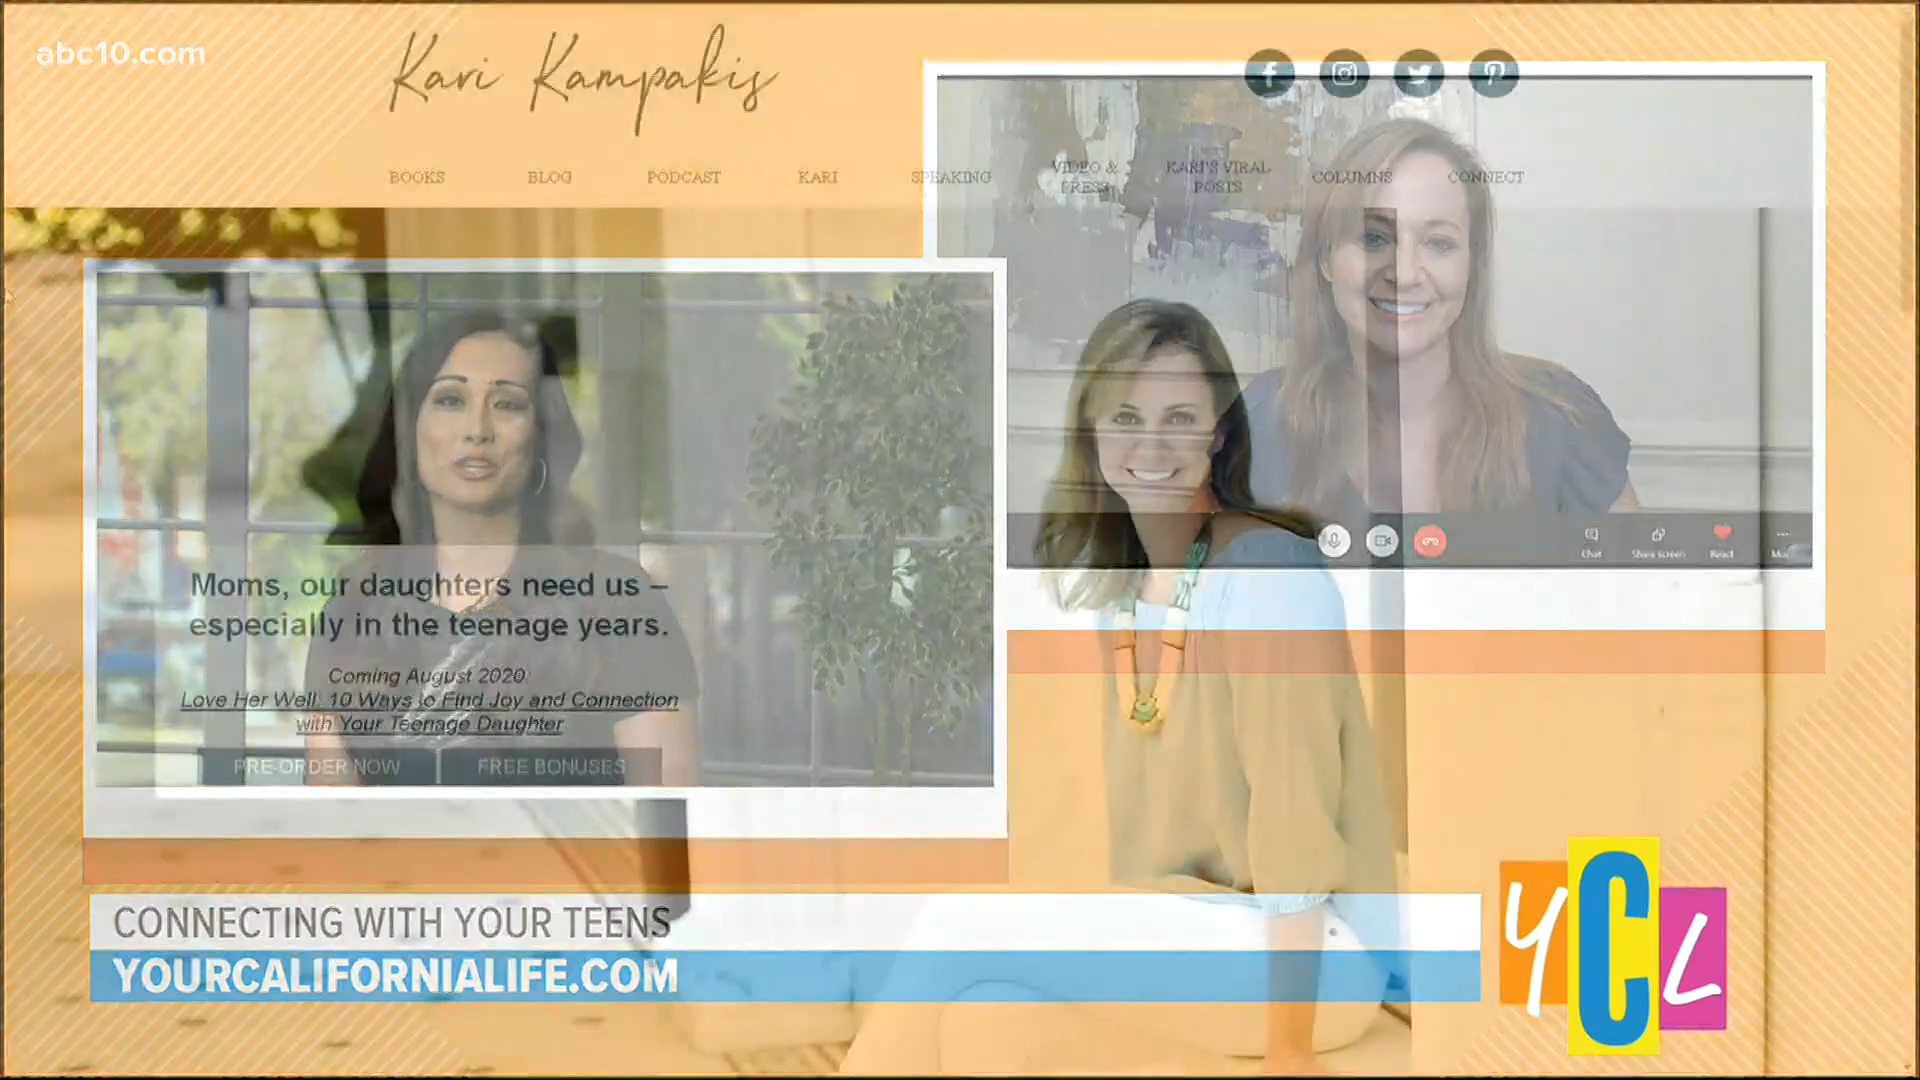 abc10.com
Kari Kampakis
BOOKS
BLOG
PODCAST
KARI
SPEAKING
VIDEO &
PRESS
KARI'S VIRAL
POSTS
COLUMNS
CONNECT
Moms, our daughters need us –
especially in the teenage years.
Coming August 2020
Love Her Well: 10 Ways to Find Joy and Connection
with Your Teenage Daughter
PRE-ORDER NOW
FREE BONUSES
Chat
Share screen
React
CONNECTING WITH YOUR TEENS
YOURCALIFORNIALIFE.COM
YCL